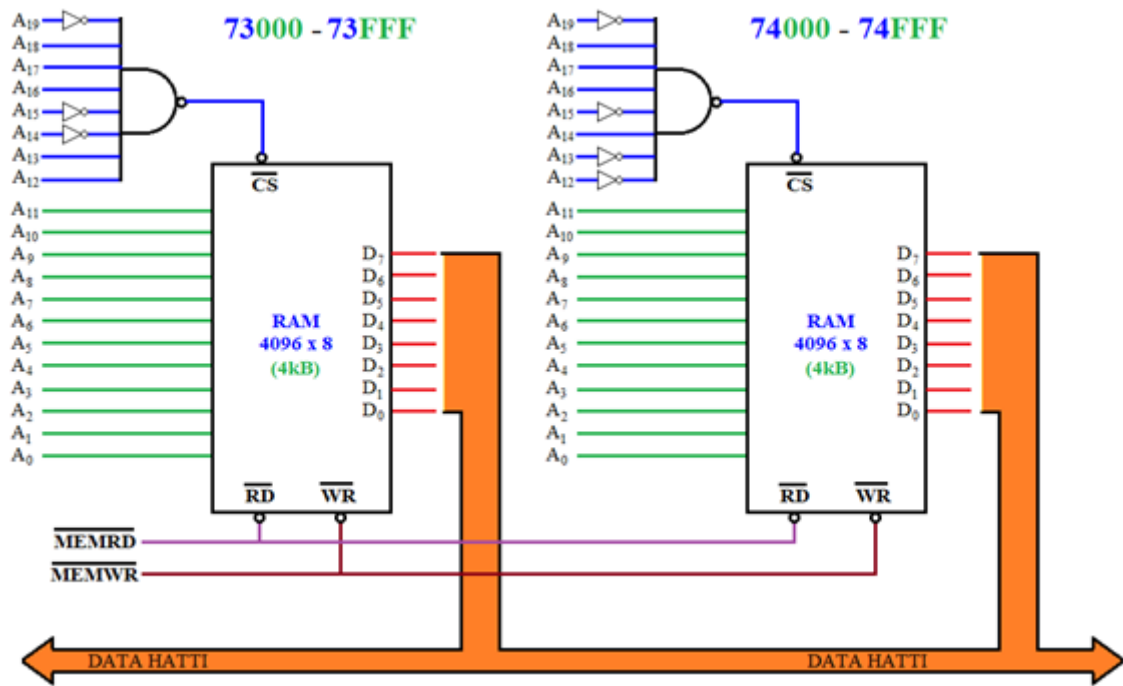 73000 - 73FFF
A19
A18
A17
A16
A15
A14
A13
A12
CS
A11
A10
A9
A8
A7
A6
A5
A4
A3
A2
A1
A0
D7
D6
D5
D4
D3
D2
D1
D0
RAM
4096 x 8
(4kB)
RD WR
74000 - 74FFF
A19
A18
A17
A16
A15
A14
A13
A12
CS
A11
A10
A9
A8
A7
A6
A5
A4
A3
A2
A1
A0
D7
D6
D5
D4
D3
D2
D1
D0
RAM
4096 x 8
(4kB)
RD WR
MEMRD
MEMWR
DATA HATTI
DATA HATTI